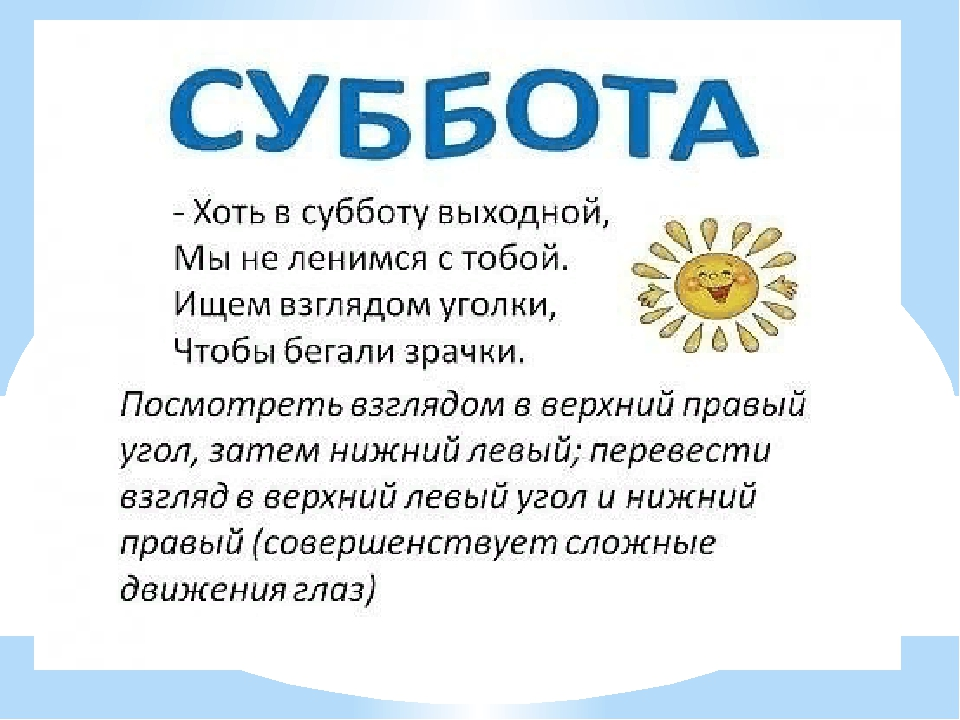 СУББОТА
- Хоть в субботу выходной,
Мы не ленимся с тобой.
Ищем взглядом уголки,
Чтобы бегали зрачки.
Посмотреть взглядом в верхний правый
угол, затем нижний левый; перевести
взгляд в верхний левый угол и нижний
правый (совершенствует сложные
движения глаз)